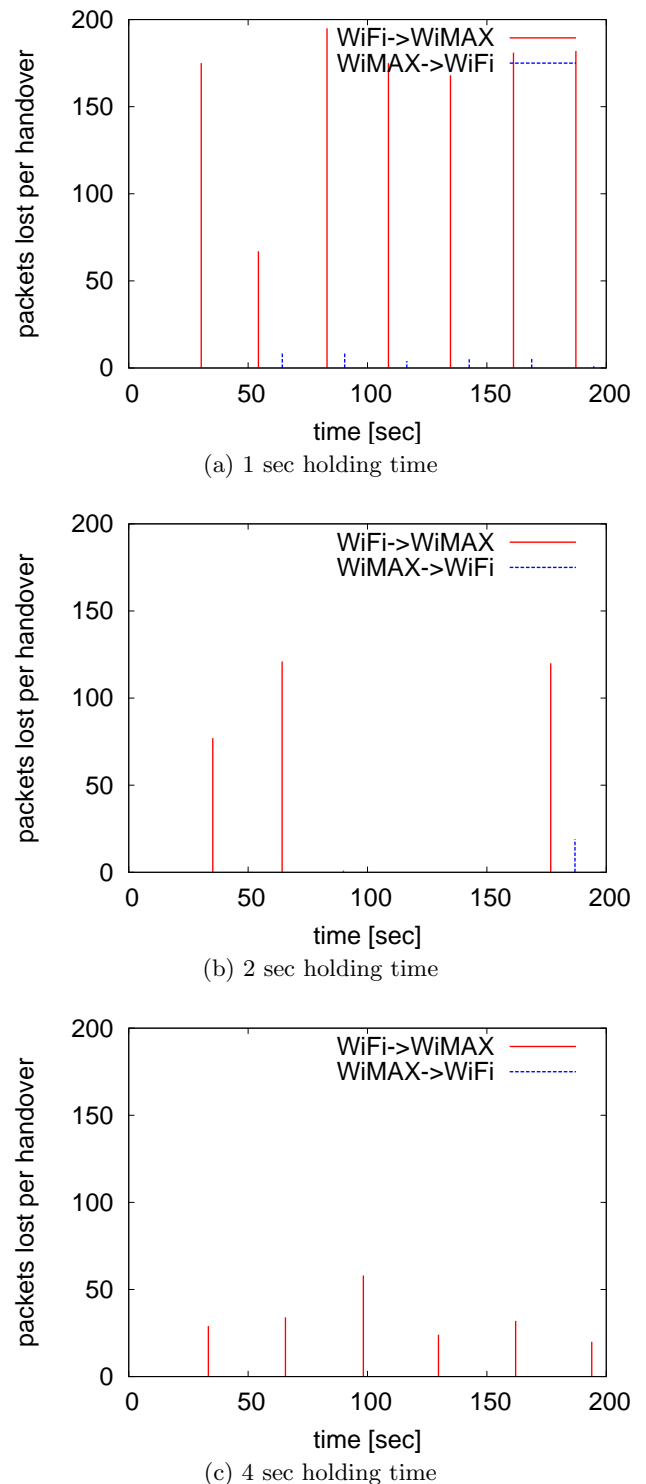 200
150
100
50
0
packets lost per handover
WiFi->WiMAX
WiMAX->WiFi
0 50 100 150 200
time [sec]
(a) 1 sec holding time
200
150
100
50
0
packets lost per handover
WiFi->WiMAX
WiMAX->WiFi
0 50 100 150 200
time [sec]
(b) 2 sec holding time
200
150
100
50
0
packets lost per handover
WiFi->WiMAX
WiMAX->WiFi
0 50 100 150 200
time [sec]
(c) 4 sec holding time